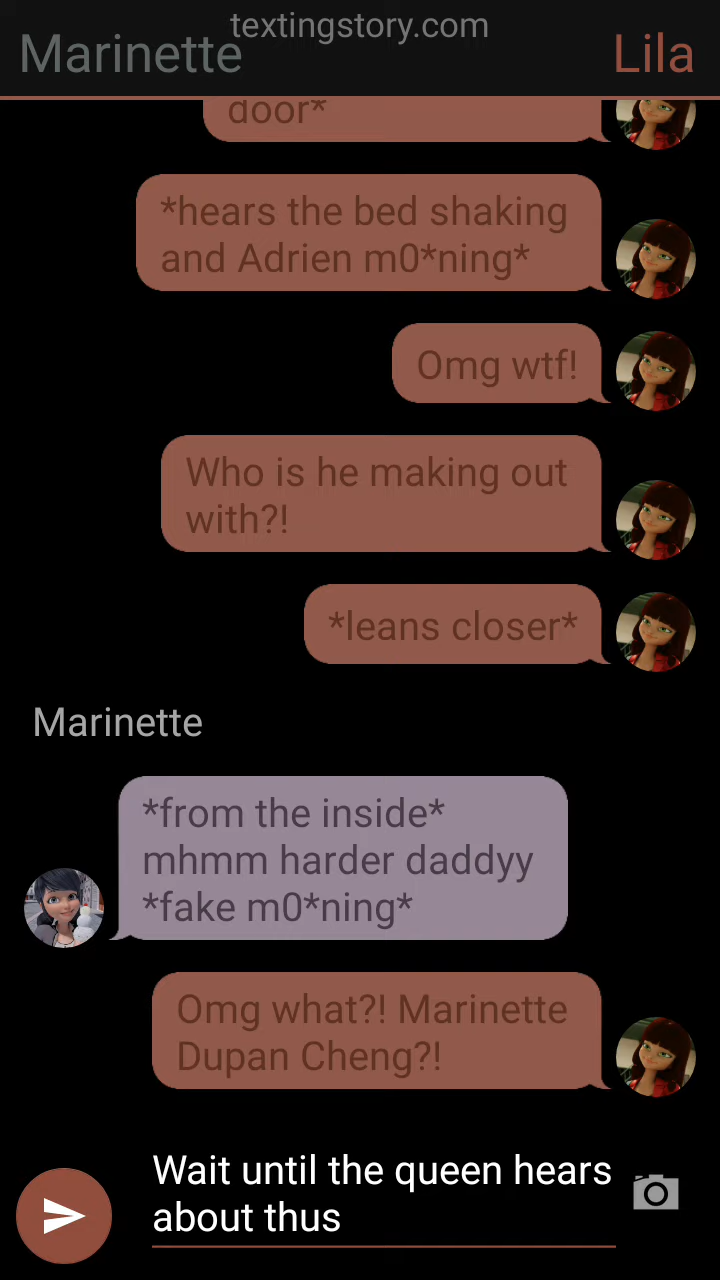 textingstory.com
Marinette
Lila
door*
*hears the bed shaking
and Adrien m0*ning*
Omg wtf!
Who is he making out
with?!
*leans closer*
Marinette
*from the inside*
mhmm harder daddyy
*fake m0*ning*
Omg what?! Marinette
Dupan Cheng?!
Wait until the queen hears
about thus